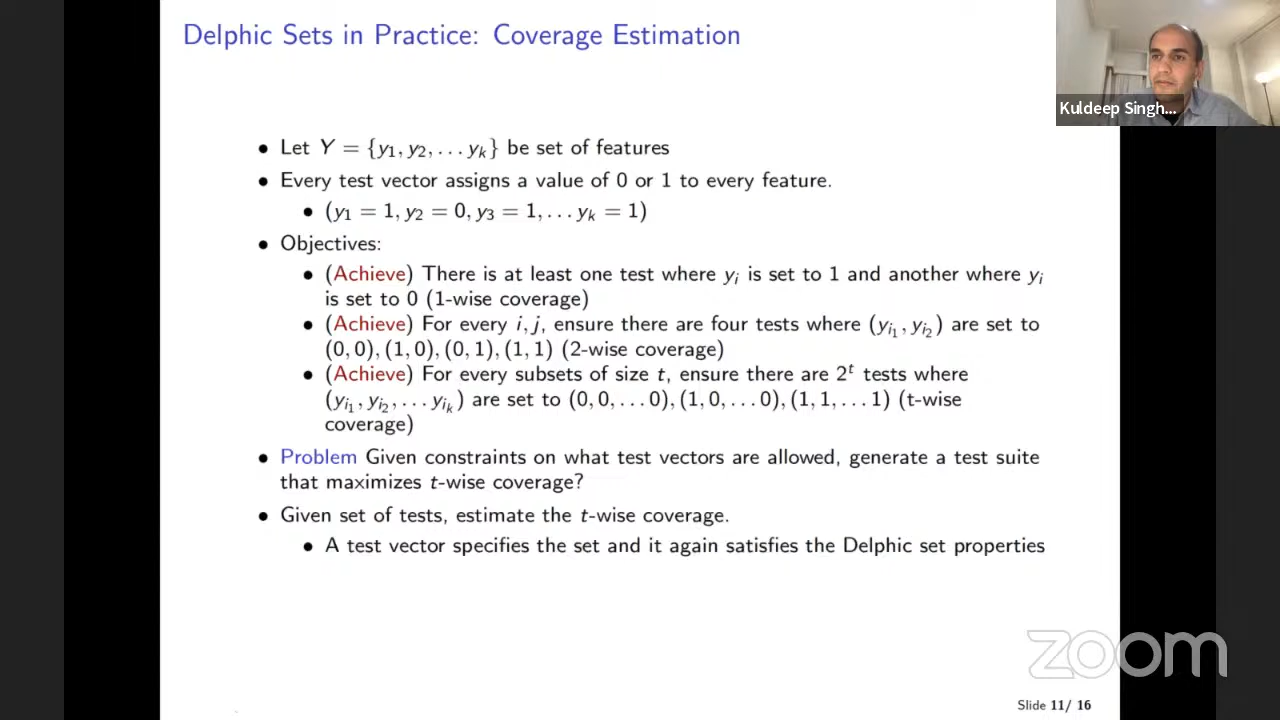 Delphic Sets in Practice: Coverage Estimation
Kuldeep Singh...
• Let Y = {y₁, y₂, . . . yₖ} be set of features
• Every test vector assigns a value of 0 or 1 to every feature.
• (y₁ = 1, y₂ = 0, y₃ = 1, . . . yₖ = 1)
• Objectives:
• (Achieve) There is at least one test where yᵢ is set to 1 and another where yᵢ
is set to 0 (1-wise coverage)
• (Achieve) For every i, j, ensure there are four tests where (yᵢ₁, yᵢ₂) are set to
(0, 0), (1, 0), (0, 1), (1, 1) (2-wise coverage)
• (Achieve) For every subsets of size t, ensure there are 2ᵗ tests where
(yᵢ₁, yᵢ₂, . . . yᵢₖ) are set to (0, 0, . . . 0), (1, 0, . . . 0), (1, 1, . . . 1) (t-wise
coverage)
• Problem Given constraints on what test vectors are allowed, generate a test suite
that maximizes t-wise coverage?
• Given set of tests, estimate the t-wise coverage.
• A test vector specifies the set and it again satisfies the Delphic set properties
zoom
Slide 11/ 16